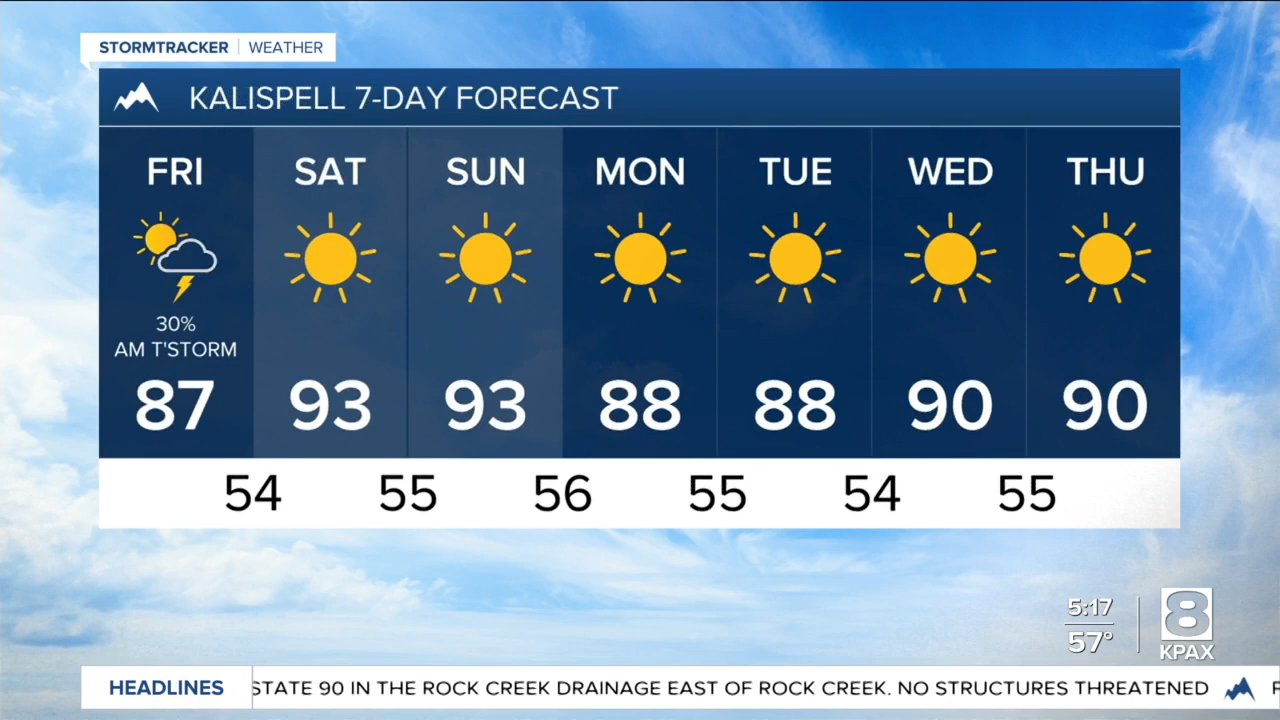 STORMTRACKER | WEATHER
KALISPELL 7-DAY FORECAST
FRI SAT SUN MON TUE WED THU
30%
AM T'STORM
87 93 93 88 88 90 90
54 55 56 55 54 55
5:17
57°
8
KPAX
HEADLINES STATE 90 IN THE ROCK CREEK DRAINAGE EAST OF ROCK CREEK. NO STRUCTURES THREATENED